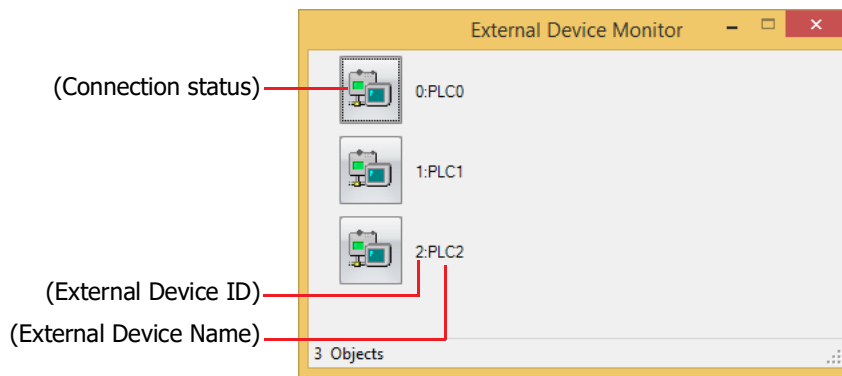 External Device Monitor
(Connection status)
0:PLC0
1:PLC1
2:PLC2
(External Device ID)
(External Device Name)
3 Objects